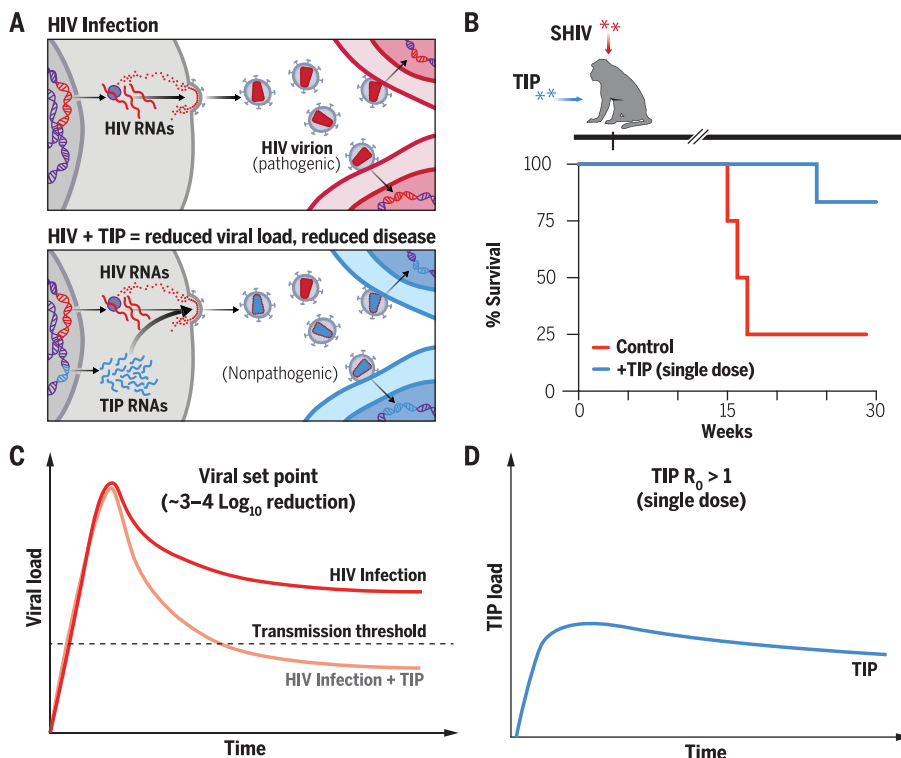 A
HIV Infection
HIV RNAs
HIV virion
(pathogenic)
HIV + TIP = reduced viral load, reduced disease
HIV RNAs
(Nonpathogenic)
TIP RNAs
B
SHIV
**
TIP
**
% Survival
100
75
50
25
0
Control
+TIP (single dose)
0
15
30
Weeks
C
Viral set point
(~3–4 Log₁₀ reduction)
Viral load
HIV Infection
Transmission threshold
HIV Infection + TIP
Time
D
TIP R₀ > 1
(single dose)
TIP load
TIP
Time